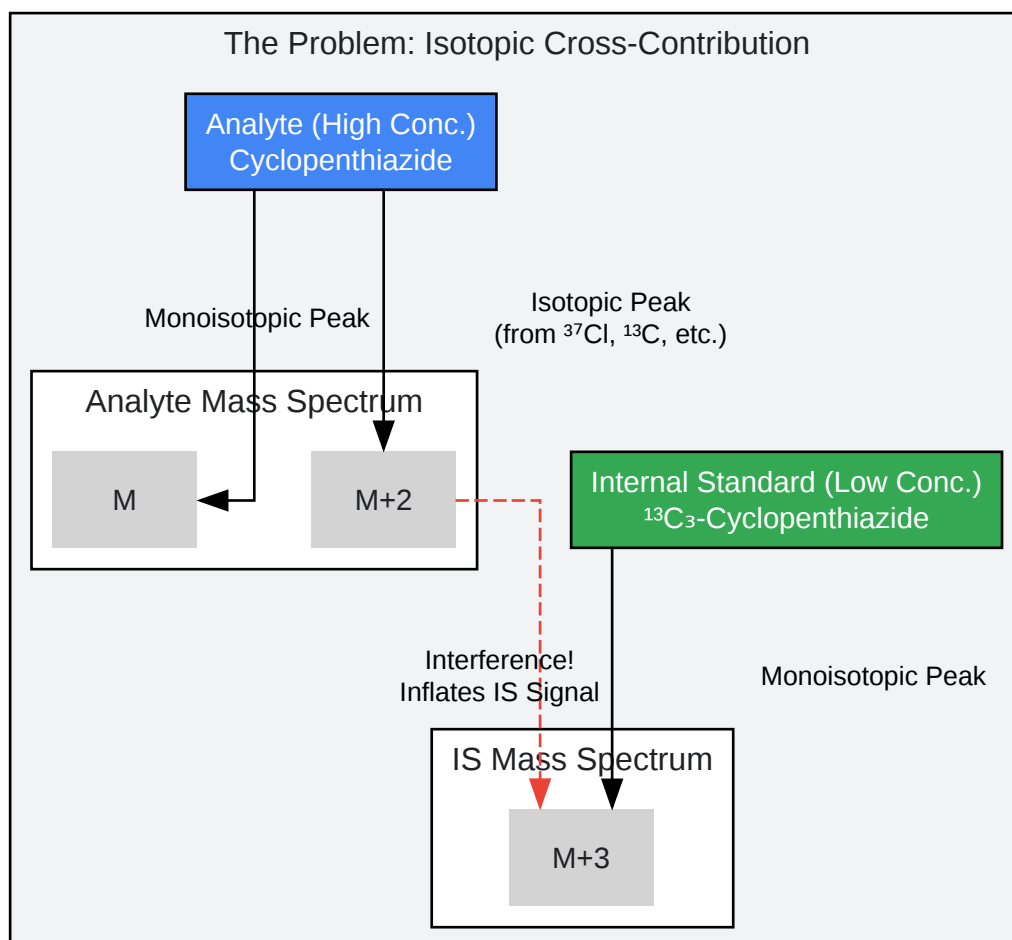 The Problem: Isotopic Cross-Contribution
Analyte (High Conc.)
Cyclopenthiazide
Monoisotopic Peak
Isotopic Peak
(from ³⁷Cl, ¹³C, etc.)
Analyte Mass Spectrum
M
M+2
Internal Standard (Low Conc.)
¹³C₃-Cyclopenthiazide
Interference!
Inflates IS Signal
Monoisotopic Peak
IS Mass Spectrum
M+3